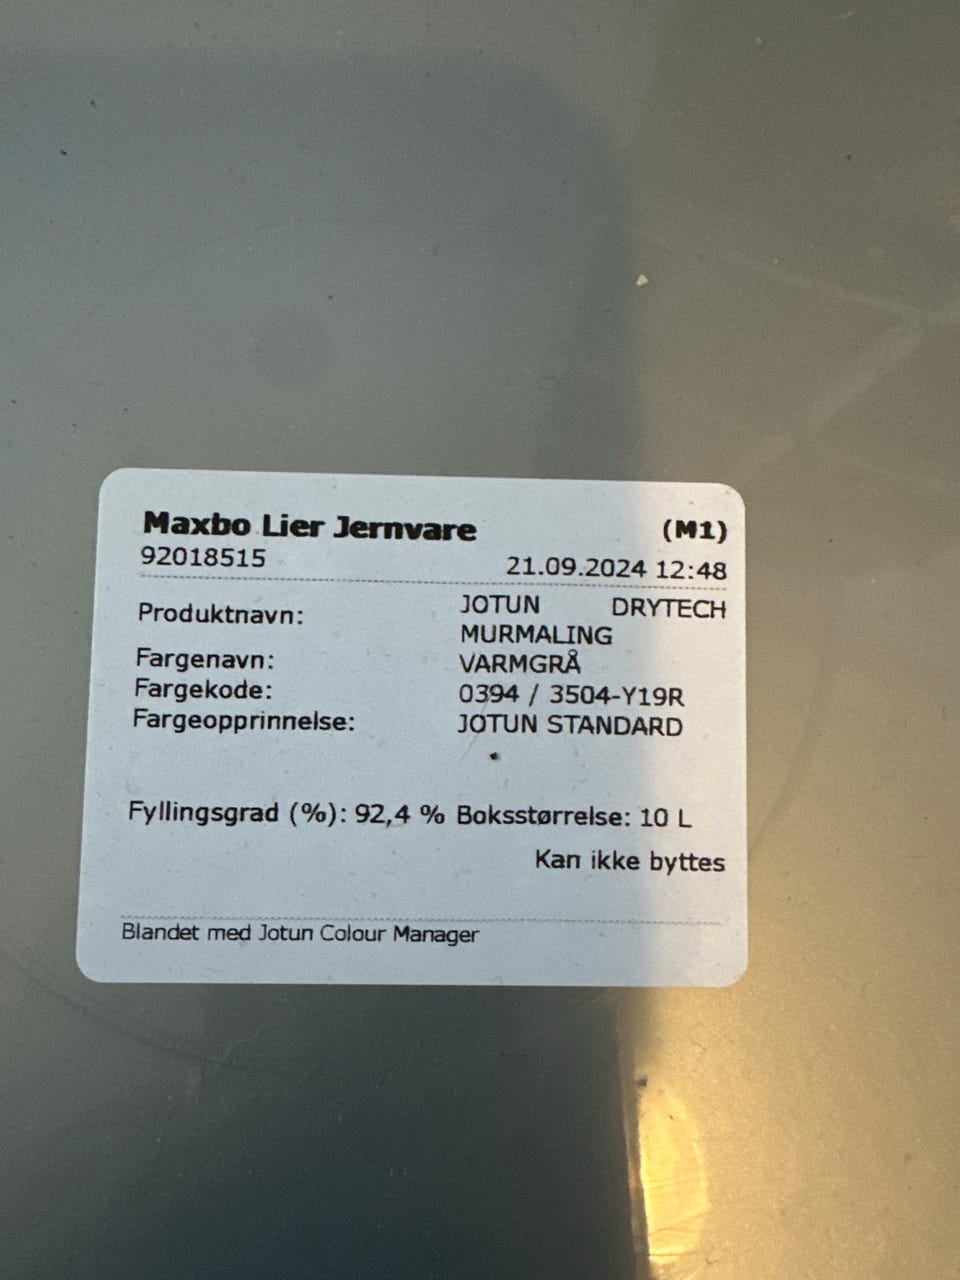 Maxbo Lier Jernvare (M1)
92018515 21.09.2024 12:48
Produktnavn: JOTUN DRYTECH
MURMALING
Fargenavn: VARMGRÅ
Fargekode: 0394 / 3504-Y19R
Fargeopprinnelse: JOTUN STANDARD
Fyllingsgrad (%): 92,4 % Boksstørrelse: 10 L
Kan ikke byttes
Blandet med Jotun Colour Manager